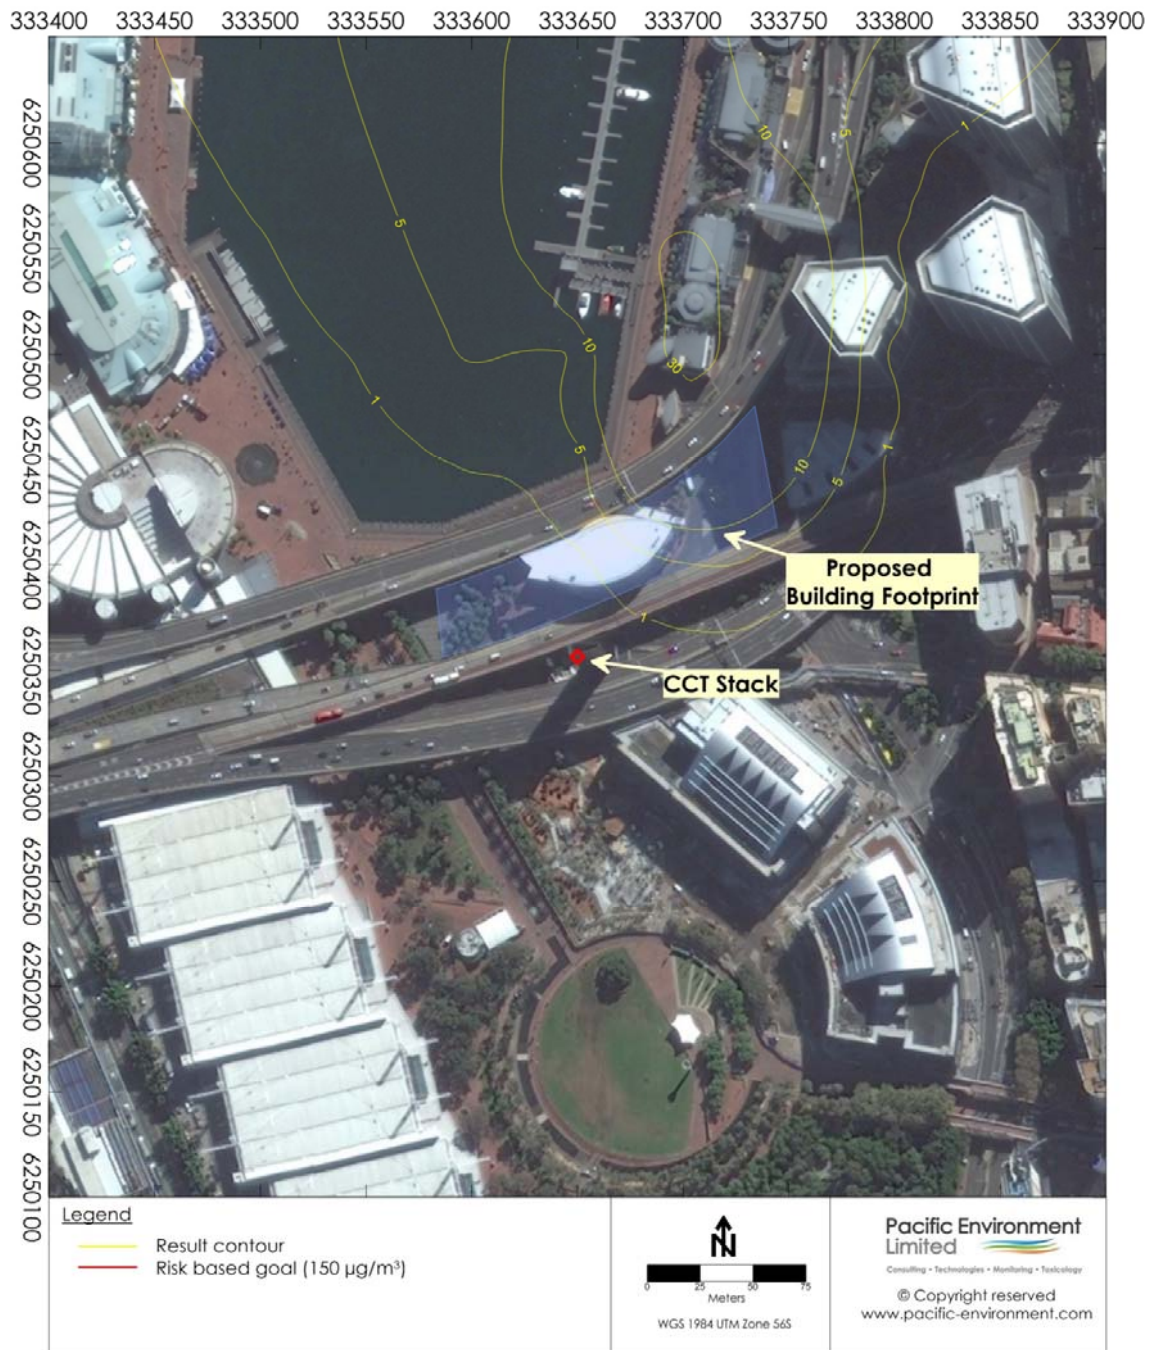 333400 333450 333500 333550 333600 333650 333700 333750 333800 333850 333900
6250600
6250550
6250500
6250450
6250400
6250350
6250300
6250250
6250200
6250150
6250100
10
5
1
5
10
30
1
5
10
5
1
1
Proposed
Building Footprint
CCT Stack
Legend
Result contour
Risk based goal (150 µg/m³)
N
0 25 50 75
Meters
WGS 1984 UTM Zone 56S
Pacific Environment
Limited
Consulting • Technologies • Monitoring • Toxicology
© Copyright reserved
www.pacific-environment.com